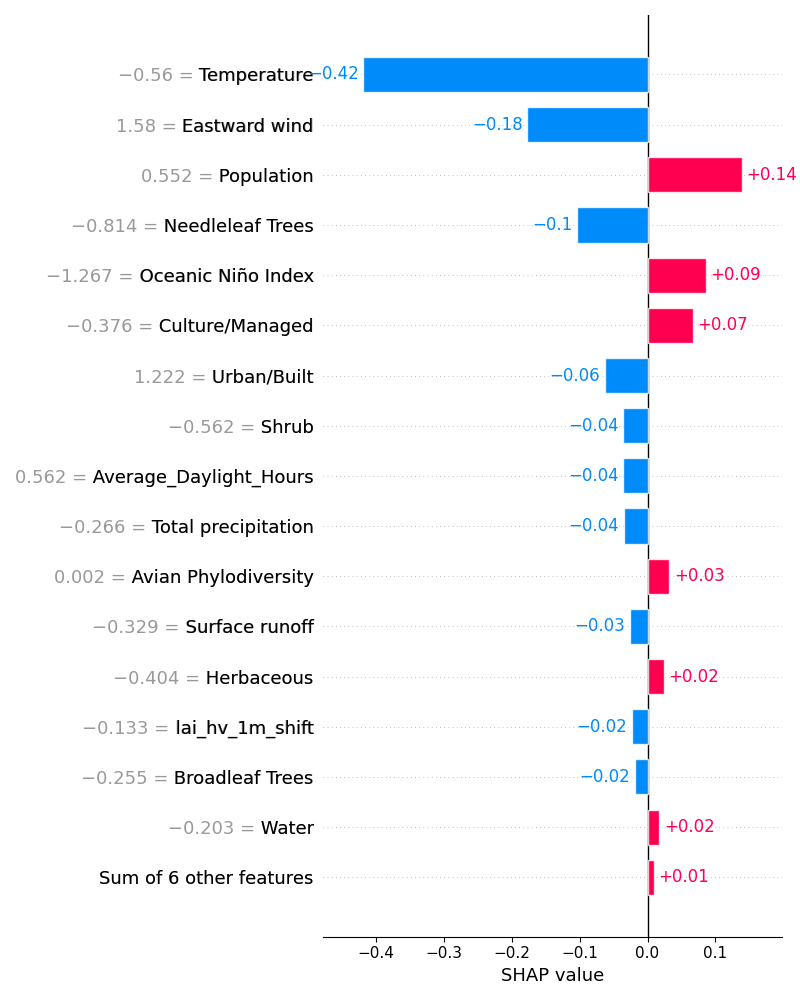 −0.56 = Temperature −0.42
1.58 = Eastward wind −0.18
0.552 = Population +0.14
−0.814 = Needleleaf Trees −0.1
−1.267 = Oceanic Niño Index +0.09
−0.376 = Culture/Managed +0.07
1.222 = Urban/Built −0.06
−0.562 = Shrub −0.04
0.562 = Average_Daylight_Hours −0.04
−0.266 = Total precipitation −0.04
0.002 = Avian Phylodiversity +0.03
−0.329 = Surface runoff −0.03
−0.404 = Herbaceous +0.02
−0.133 = lai_hv_1m_shift −0.02
−0.255 = Broadleaf Trees −0.02
−0.203 = Water +0.02
Sum of 6 other features +0.01
−0.4 −0.3 −0.2 −0.1 0.0 0.1
SHAP value